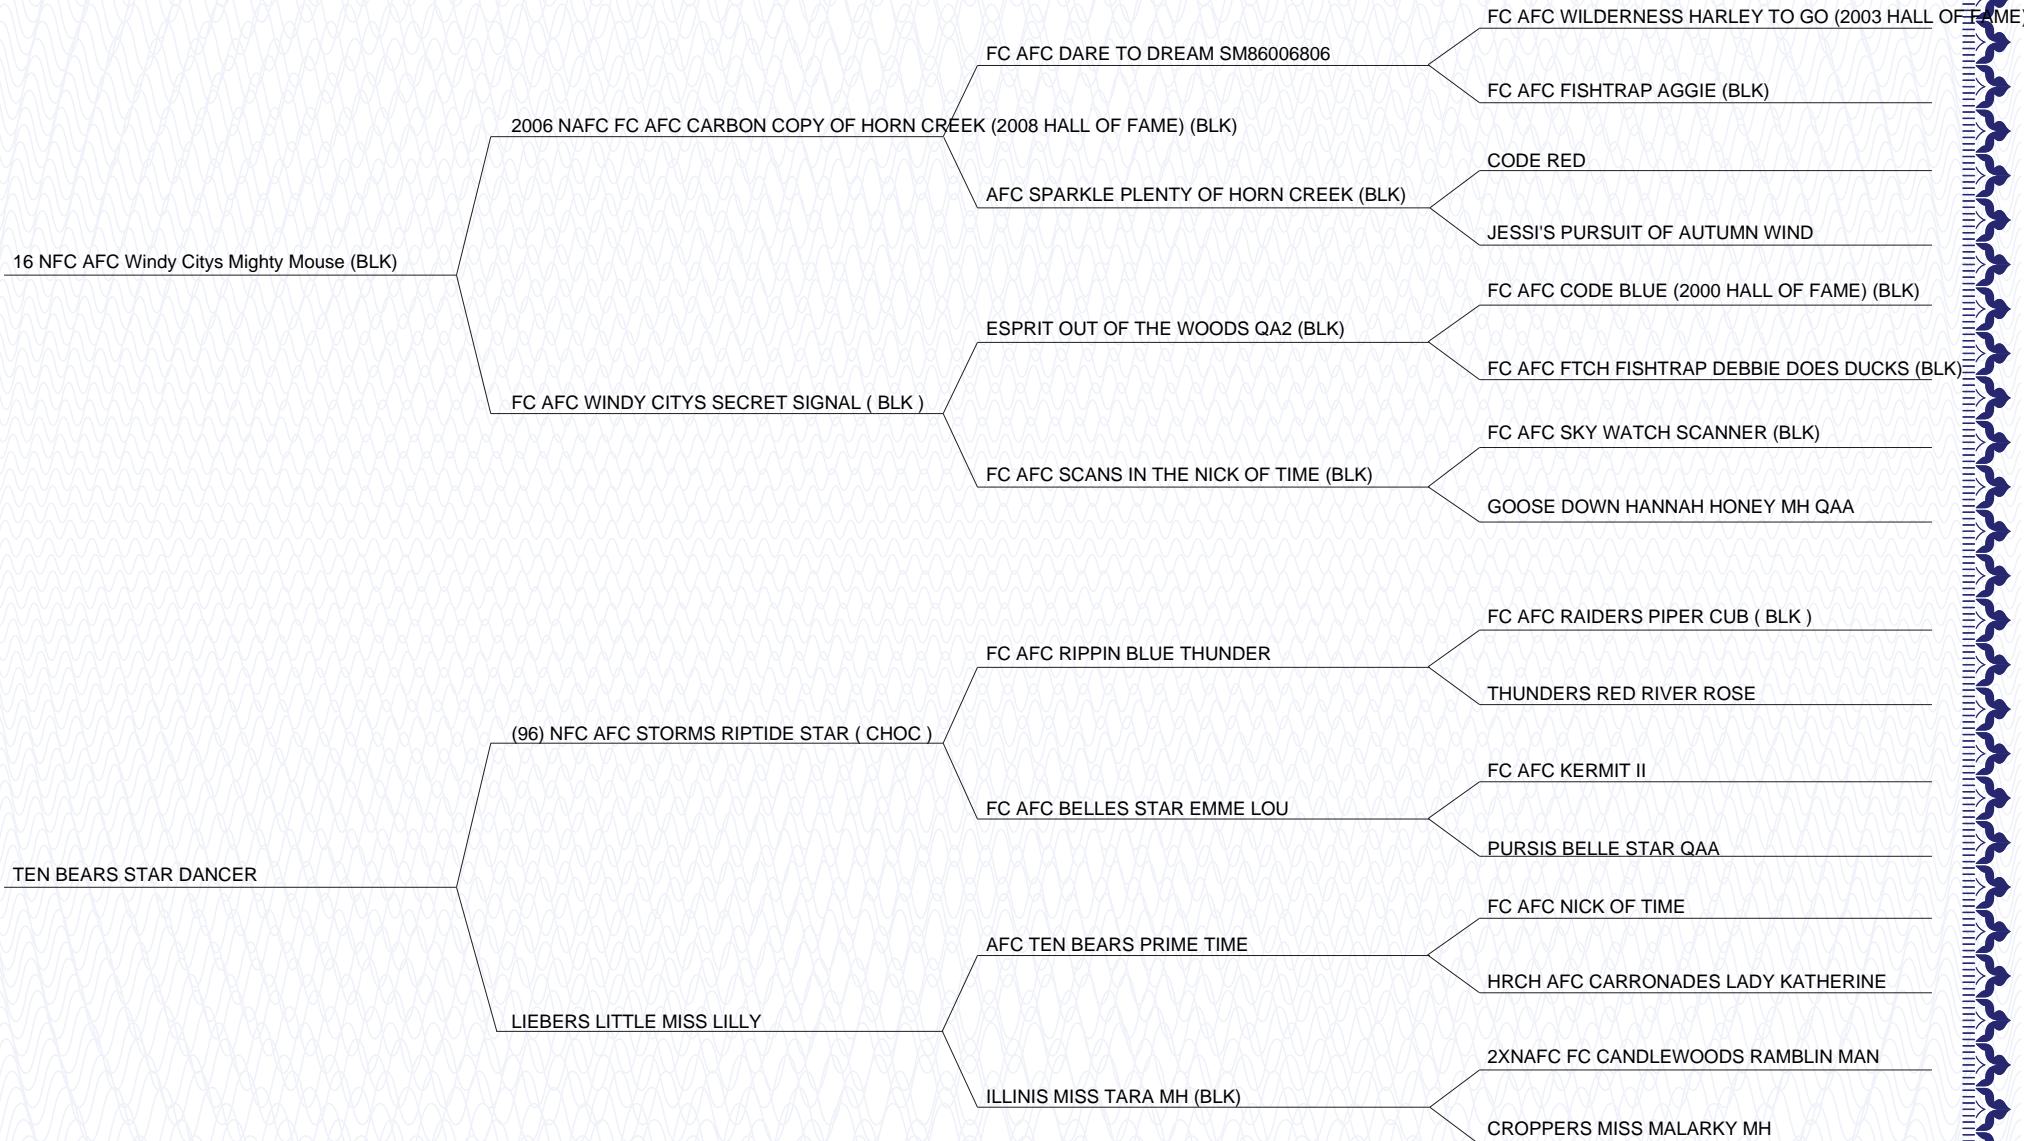 FC AFC WILDERNESS HARLEY TO GO (2003 HALL OF FAME)
FC AFC DARE TO DREAM SM86006806
FC AFC FISHTRAP AGGIE (BLK)
2006 NAFC FC AFC CARBON COPY OF HORN CREEK (2008 HALL OF FAME) (BLK)
CODE RED
AFC SPARKLE PLENTY OF HORN CREEK (BLK)
JESSI'S PURSUIT OF AUTUMN WIND
16 NFC AFC Windy Citys Mighty Mouse (BLK)
FC AFC CODE BLUE (2000 HALL OF FAME) (BLK)
ESPRIT OUT OF THE WOODS QA2 (BLK)
FC AFC FTCH FISHTRAP DEBBIE DOES DUCKS (BLK)
FC AFC WINDY CITYS SECRET SIGNAL ( BLK )
FC AFC SKY WATCH SCANNER (BLK)
FC AFC SCANS IN THE NICK OF TIME (BLK)
GOOSE DOWN HANNAH HONEY MH QAA
FC AFC RAIDERS PIPER CUB ( BLK )
FC AFC RIPPIN BLUE THUNDER
THUNDERS RED RIVER ROSE
(96) NFC AFC STORMS RIPTIDE STAR ( CHOC )
FC AFC KERMIT II
FC AFC BELLES STAR EMME LOU
PURSIS BELLE STAR QAA
TEN BEARS STAR DANCER
FC AFC NICK OF TIME
AFC TEN BEARS PRIME TIME
HRCH AFC CARRONADES LADY KATHERINE
LIEBERS LITTLE MISS LILLY
2XNAFC FC CANDLEWOODS RAMBLIN MAN
ILLINIS MISS TARA MH (BLK)
CROPPERS MISS MALARKY MH